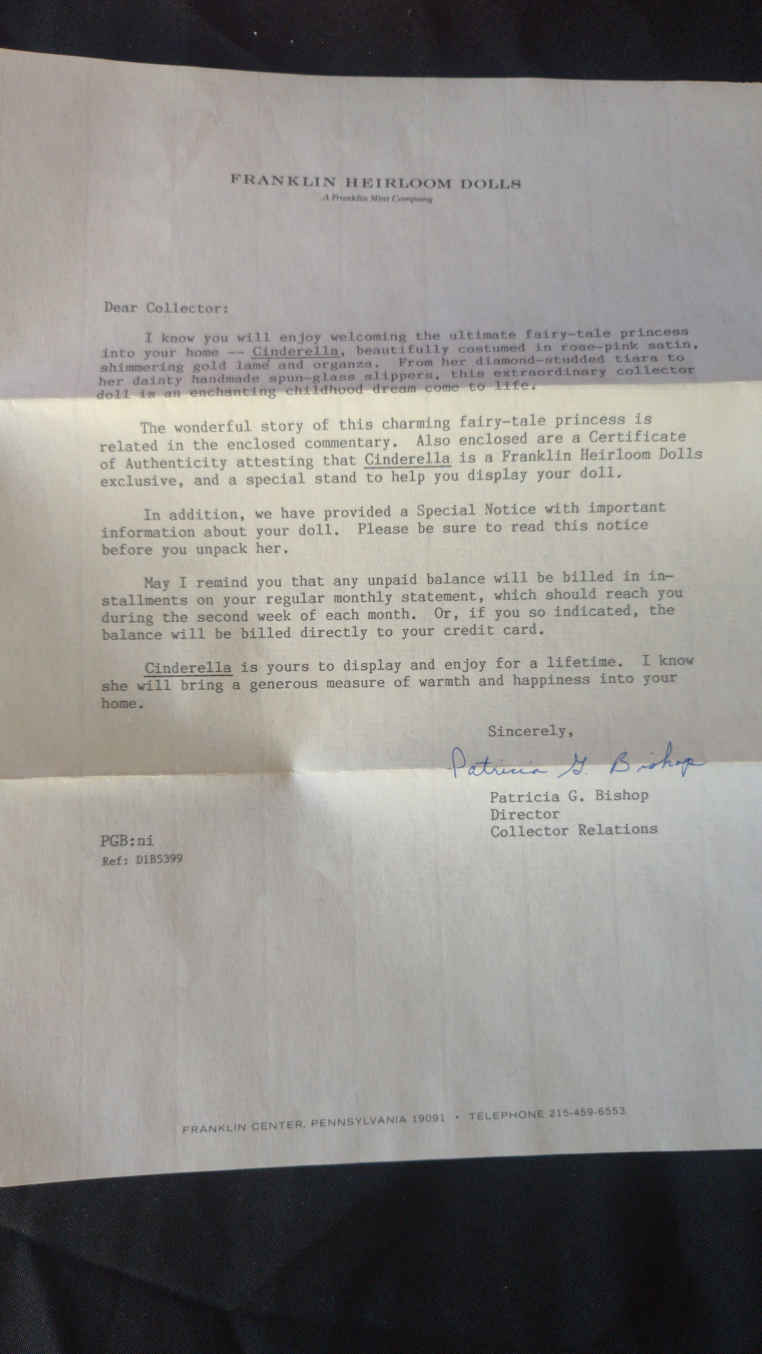 FRANKLIN HEIRLOOM DOLLS
A Franklin Mint Company
Dear Collector:
I know you will enjoy welcoming the ultimate fairy-tale princess
into your home -- Cinderella, beautifully costumed in rose-pink satin,
shimmering gold lamé and organza. From her diamond-studded tiara to
her dainty handmade spun-glass slippers, this extraordinary collector
doll is an enchanting childhood dream come to life.
The wonderful story of this charming fairy-tale princess is
related in the enclosed commentary. Also enclosed are a Certificate
of Authenticity attesting that Cinderella is a Franklin Heirloom Dolls
exclusive, and a special stand to help you display your doll.
In addition, we have provided a Special Notice with important
information about your doll. Please be sure to read this notice
before you unpack her.
May I remind you that any unpaid balance will be billed in in-
stallments on your regular monthly statement, which should reach you
during the second week of each month. Or, if you so indicated, the
balance will be billed directly to your credit card.
Cinderella is yours to display and enjoy for a lifetime. I know
she will bring a generous measure of warmth and happiness into your
home.
Sincerely,
Patricia G. Bishop
Patricia G. Bishop
Director
Collector Relations
PGB:ni
Ref: D1B5399
FRANKLIN CENTER, PENNSYLVANIA 19091 • TELEPHONE 215-459-6553